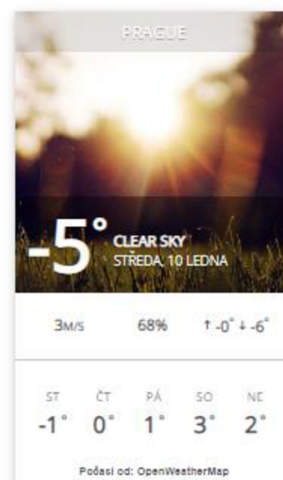 PRAGUE
-5°
CLEAR SKY
STŘEDA, 10 LEDNA
3M/S 68% ↑ -0° ↓ -6°
ST ČT PÁ SO NE
-1° 0° 1° 3° 2°
Počasí od: OpenWeatherMap